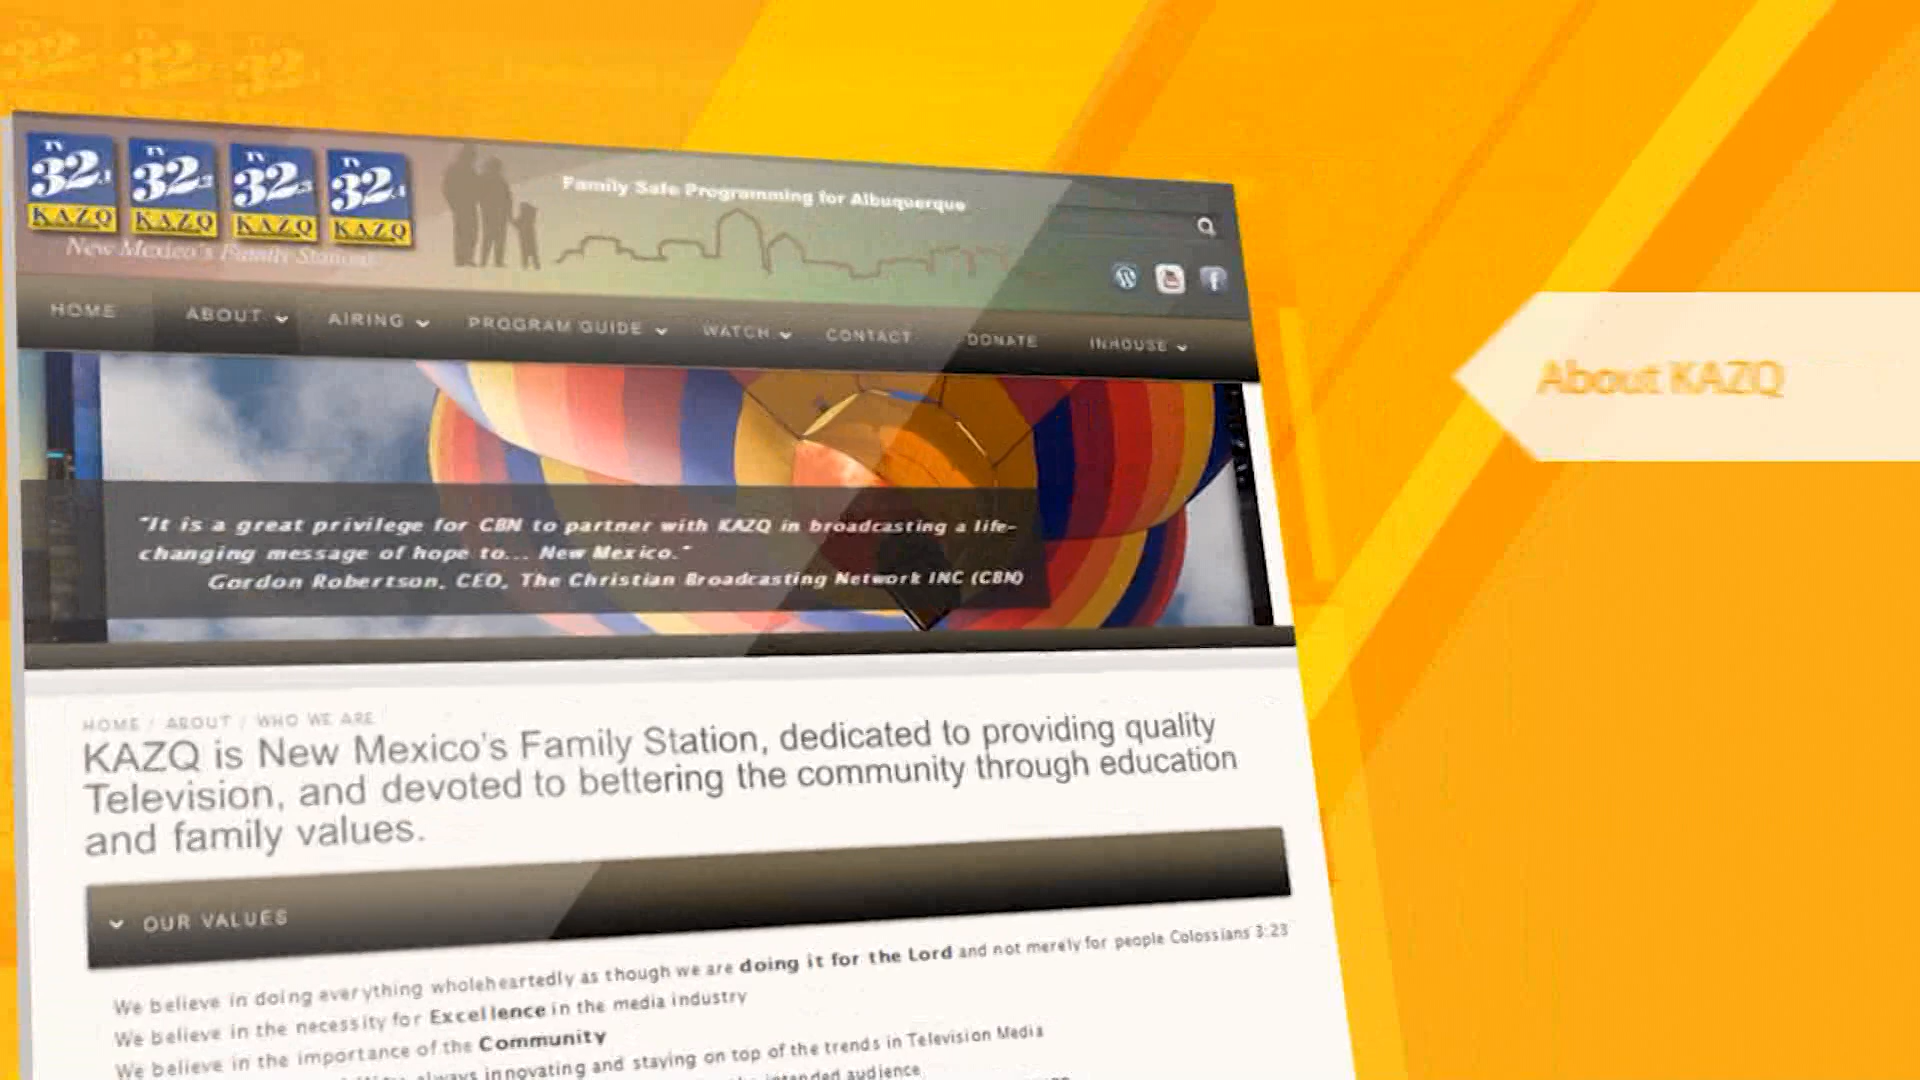 TV TV TV TV
32.1 32.2 32.3 32.4
KAZQ KAZQ KAZQ KAZQ
New Mexico's Family Stations
Family Safe Programming for Albuquerque
HOME ABOUT AIRING PROGRAM GUIDE WATCH CONTACT DONATE INHOUSE
About KAZQ
"It is a great privilege for CBN to partner with KAZQ in broadcasting a life-
changing message of hope to... New Mexico."
Gordon Robertson, CEO, The Christian Broadcasting Network INC (CBN)
HOME / ABOUT / WHO WE ARE
KAZQ is New Mexico's Family Station, dedicated to providing quality
Television, and devoted to bettering the community through education
and family values.
OUR VALUES
We believe in doing everything wholeheartedly as though we are doing it for the Lord and not merely for people Colossians 3:23
We believe in the necessity for Excellence in the media industry
We believe in the importance of the Community
always innovating and staying on top of the trends in Television Media
intended audience